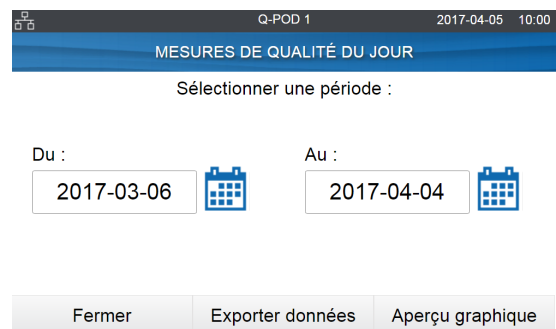 Q-POD 1 2017-04-05 10:00
MESURES DE QUALITÉ DU JOUR
Sélectionner une période :
Du : Au :
2017-03-06 2017-04-04
Fermer Exporter données Aperçu graphique